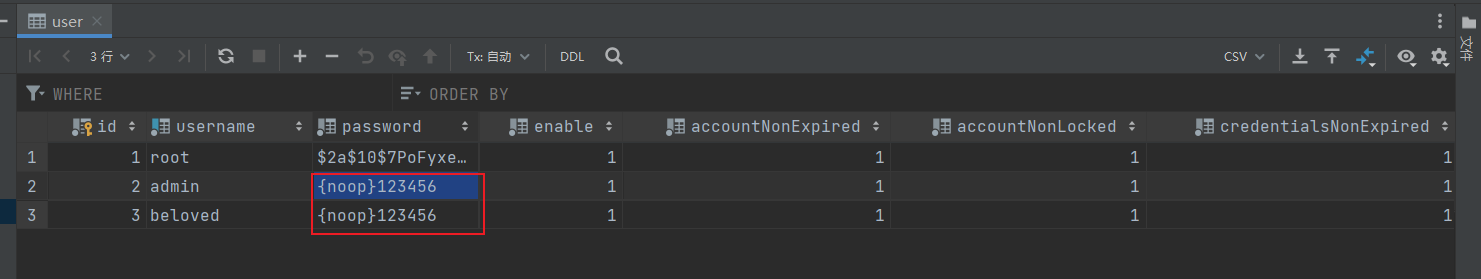 user
3 行
Tx: 自动
DDL
CSV
文件
WHERE
ORDER BY
id username password enable accountNonExpired accountNonLocked credentialsNonExpired
1 1 root $2a$10$7PoFyxe… 1 1 1 1
2 2 admin {noop}123456 1 1 1 1
3 3 beloved {noop}123456 1 1 1 1